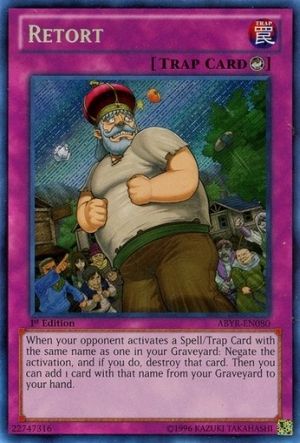 RETORT
TRAP
罠
[TRAP CARD]
1st Edition
ABYR-EN080
When your opponent activates a Spell/Trap Card with
the same name as one in your Graveyard: Negate the
activation, and if you do, destroy that card. Then you
can add 1 card with that name from your Graveyard to
your hand.
22747316
©1996 KAZUKI TAKAHASHI